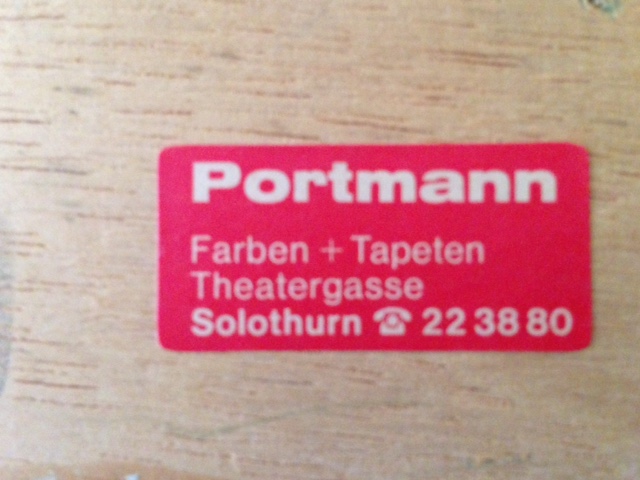 Portmann
Farben + Tapeten
Theatergasse
Solothurn ☎ 22 38 80